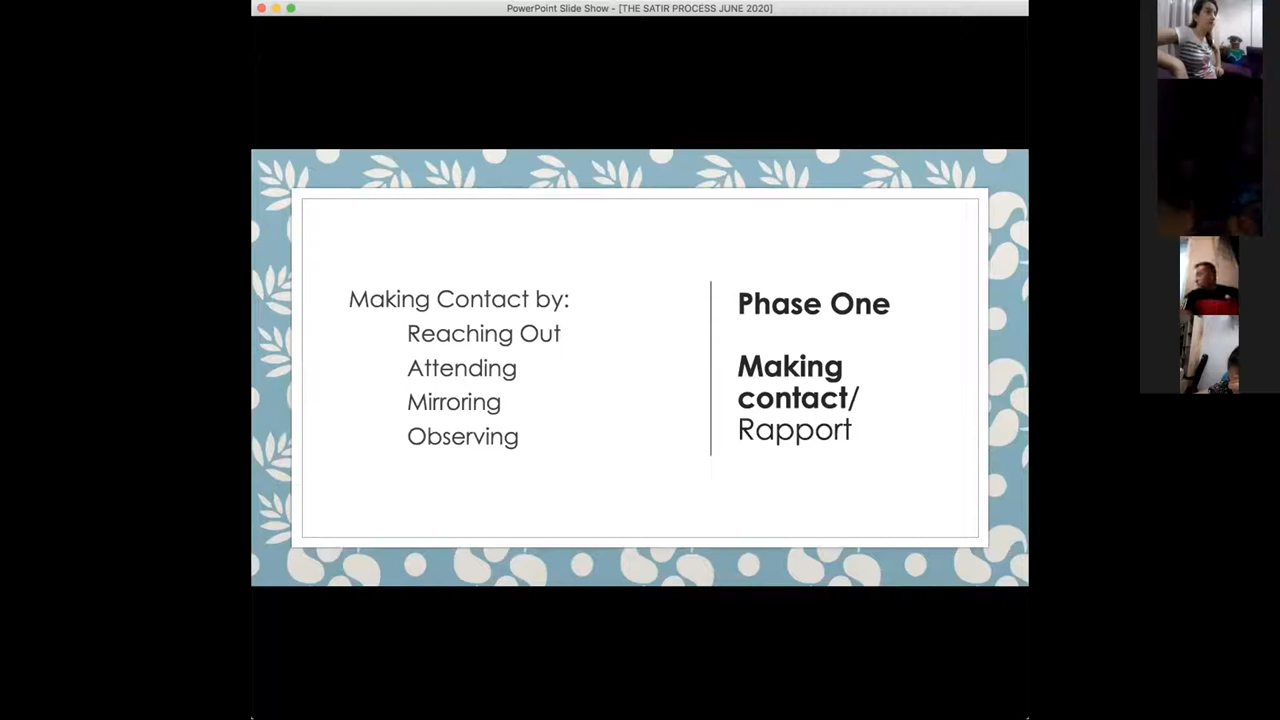 PowerPoint Slide Show - [THE SATIR PROCESS JUNE 2020]
Making Contact by:
Reaching Out
Attending
Mirroring
Observing
Phase One
Making
contact/
Rapport